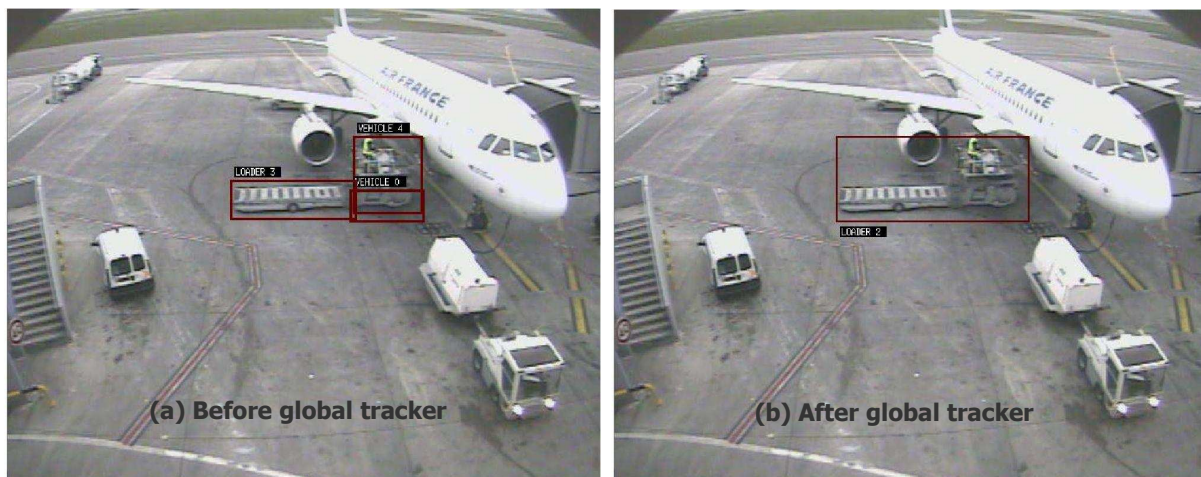 AIR FRANCE
VEHICLE 4
LOADER 3
VEHICLE 0
(a) Before global tracker
AIR FRANCE
LOADER 2
(b) After global tracker